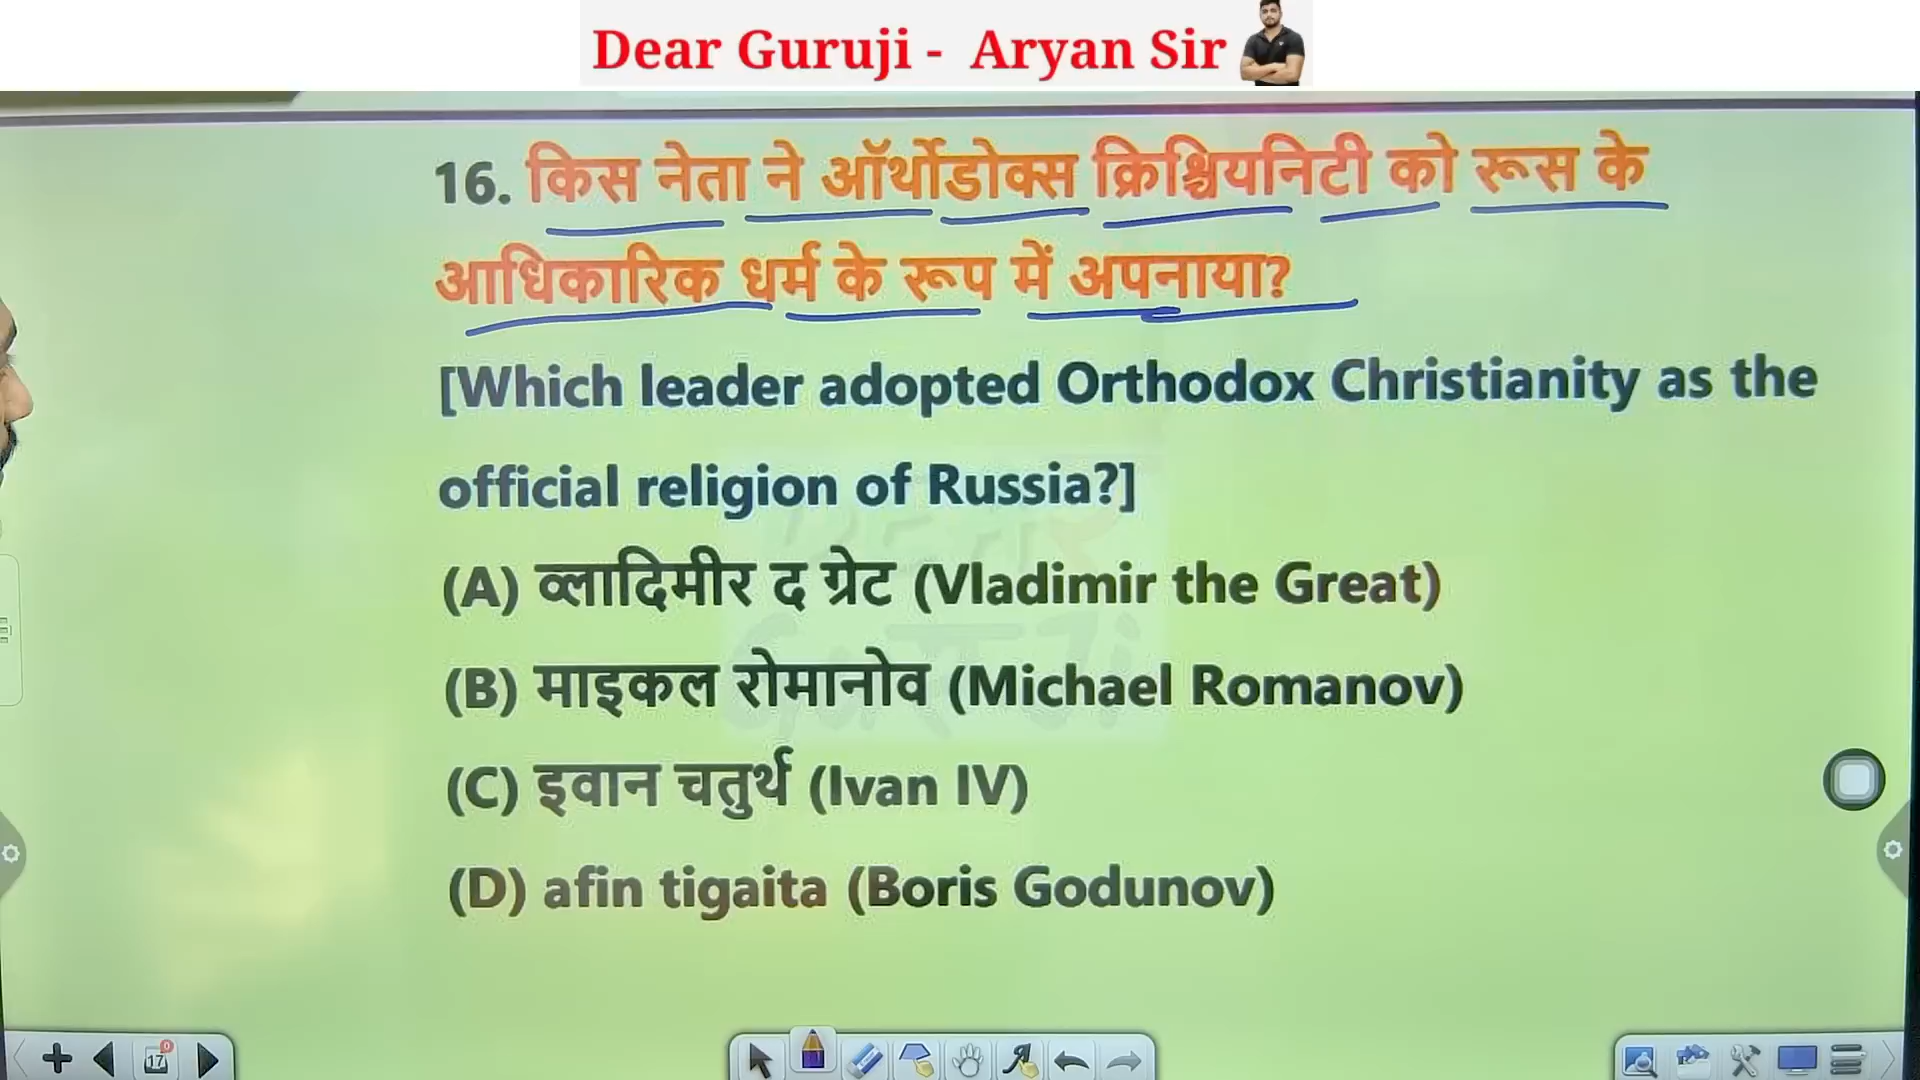 Dear Guruji - Aryan Sir
16. किस नेता ने ऑर्थोडोक्स क्रिश्चियनिटी को रूस के
आधिकारिक धर्म के रूप में अपनाया?
[Which leader adopted Orthodox Christianity as the
official religion of Russia?]
(A) व्लादिमीर द ग्रेट (Vladimir the Great)
(B) माइकल रोमानोव (Michael Romanov)
(C) इवान चतुर्थ (Ivan IV)
(D) afin tigaita (Boris Godunov)
17